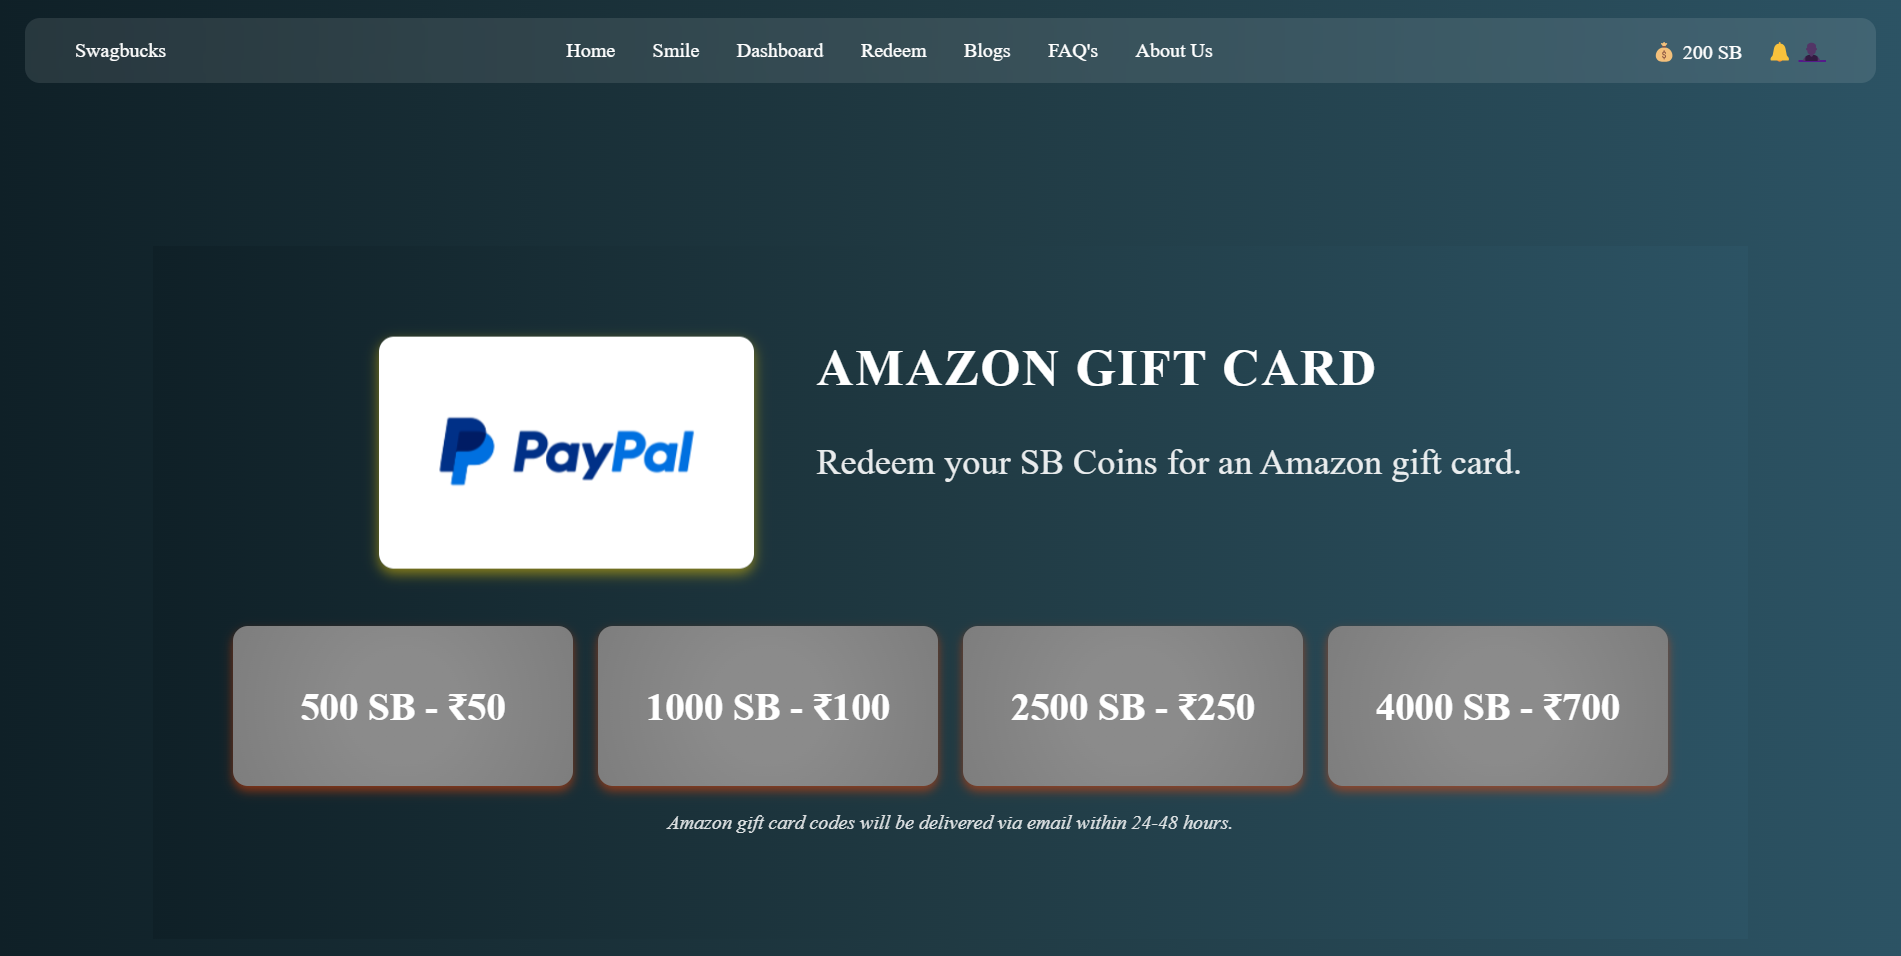 Swagbucks
Home Smile Dashboard Redeem Blogs FAQ's About Us
200 SB
PayPal
AMAZON GIFT CARD
Redeem your SB Coins for an Amazon gift card.
500 SB - ₹50
1000 SB - ₹100
2500 SB - ₹250
4000 SB - ₹700
Amazon gift card codes will be delivered via email within 24-48 hours.